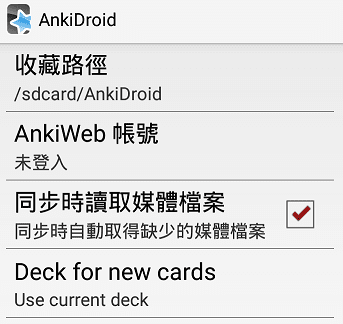 AnkiDroid
收藏路徑
/sdcard/AnkiDroid
AnkiWeb 帳號
未登入
同步時讀取媒體檔案
同步時自動取得缺少的媒體檔案
Deck for new cards
Use current deck